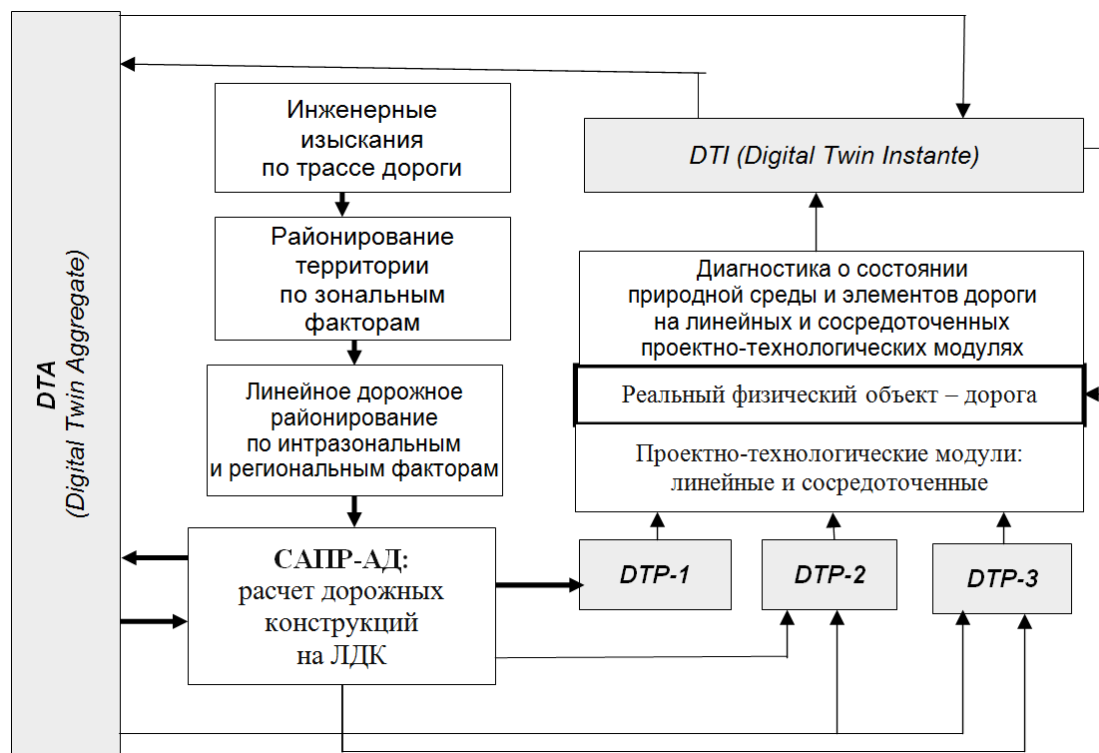 DTA
(Digital Twin Aggregate)
Инженерные
изыскания
по трассе дороги
Районирование
территории
по зональным
факторам
Линейное дорожное
районирование
по интразональным
и региональным факторам
САПР-АД:
расчет дорожных
конструкций
на ЛДК
DTI (Digital Twin Instante)
Диагностика о состоянии
природной среды и элементов дороги
на линейных и сосредоточенных
проектно-технологических модулях
Реальный физический объект – дорога
Проектно-технологические модули:
линейные и сосредоточенные
DTP-1
DTP-2
DTP-3